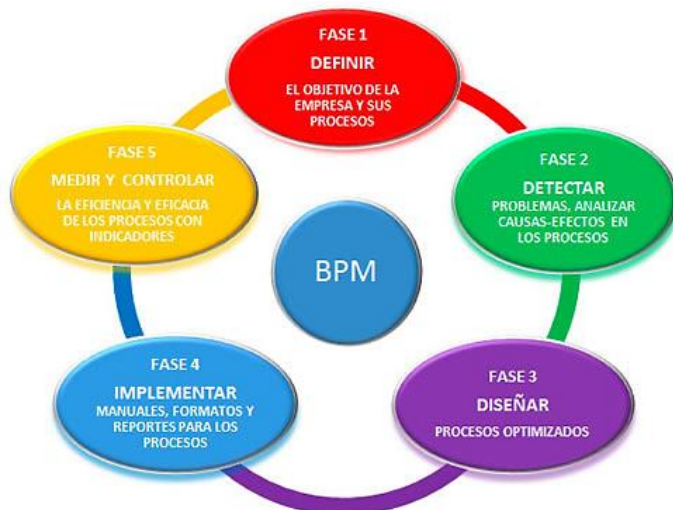 FASE 1
DEFINIR
EL OBJETIVO DE LA
EMPRESA Y SUS
PROCESOS
FASE 2
DETECTAR
PROBLEMAS, ANALIZAR
CAUSAS-EFECTOS EN
LOS PROCESOS
FASE 3
DISEÑAR
PROCESOS OPTIMIZADOS
FASE 4
IMPLEMENTAR
MANUALES, FORMATOS Y
REPORTES PARA LOS
PROCESOS
FASE 5
MEDIR Y CONTROLAR
LA EFICIENCIA Y EFICACIA
DE LOS PROCESOS CON
INDICADORES
BPM